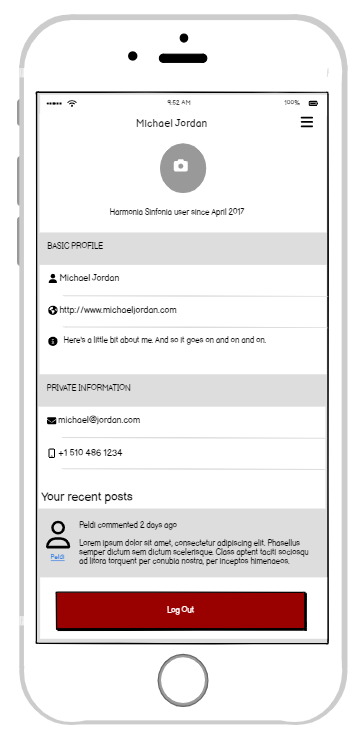 9:52 AM
100%
Michael Jordan
Harmonia Sinfonia user since April 2017
BASIC PROFILE
Michael Jordan
http://www.michaeljordan.com
Here's a little bit about me. And so it goes on and on and on.
PRIVATE INFORMATION
michael@jordan.com
+1 510 486 1234
Your recent posts
Peldi commented 2 days ago
Lorem ipsum dolor sit amet, consectetur adipiscing elit. Phasellus
semper dictum sem dictum scelerisque. Class aptent taciti sociosqu
ad litora torquent per conubia nostra, per inceptos himenaeos.
Peldi
Log Out